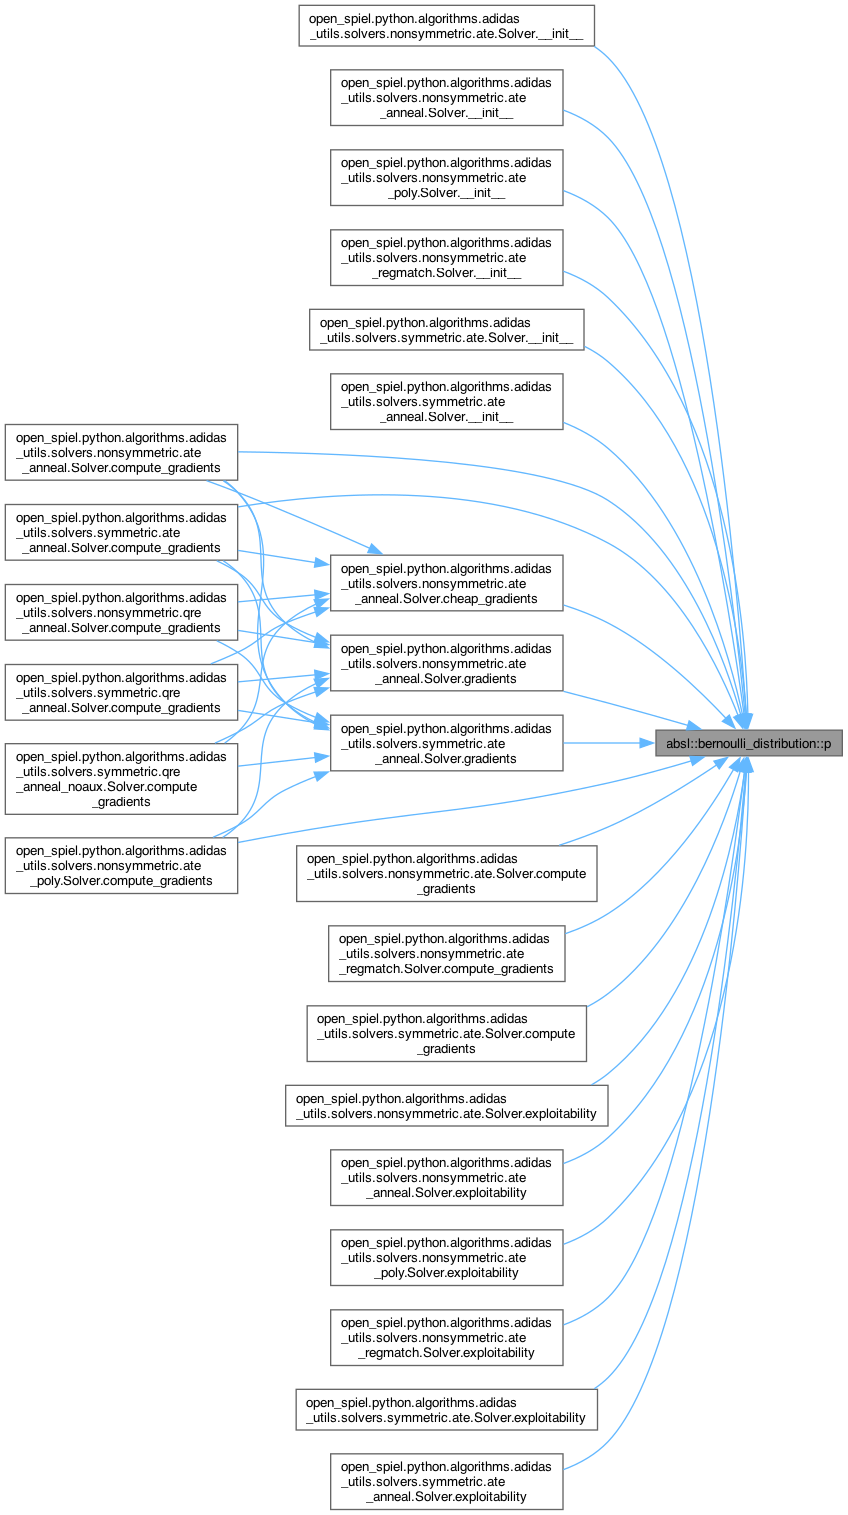 open_spiel.python.algorithms.adidas
_utils.solvers.nonsymmetric.ate.Solver.__init__
open_spiel.python.algorithms.adidas
_utils.solvers.nonsymmetric.ate
_anneal.Solver.__init__
open_spiel.python.algorithms.adidas
_utils.solvers.nonsymmetric.ate
_poly.Solver.__init__
open_spiel.python.algorithms.adidas
_utils.solvers.nonsymmetric.ate
_regmatch.Solver.__init__
open_spiel.python.algorithms.adidas
_utils.solvers.symmetric.ate.Solver.__init__
open_spiel.python.algorithms.adidas
_utils.solvers.symmetric.ate
_anneal.Solver.__init__
open_spiel.python.algorithms.adidas
_utils.solvers.nonsymmetric.ate
_anneal.Solver.compute_gradients
open_spiel.python.algorithms.adidas
_utils.solvers.symmetric.ate
_anneal.Solver.compute_gradients
open_spiel.python.algorithms.adidas
_utils.solvers.nonsymmetric.qre
_anneal.Solver.compute_gradients
open_spiel.python.algorithms.adidas
_utils.solvers.symmetric.qre
_anneal.Solver.compute_gradients
open_spiel.python.algorithms.adidas
_utils.solvers.symmetric.qre
_anneal_noaux.Solver.compute
_gradients
open_spiel.python.algorithms.adidas
_utils.solvers.nonsymmetric.ate
_poly.Solver.compute_gradients
open_spiel.python.algorithms.adidas
_utils.solvers.nonsymmetric.ate
_anneal.Solver.cheap_gradients
open_spiel.python.algorithms.adidas
_utils.solvers.nonsymmetric.ate
_anneal.Solver.gradients
open_spiel.python.algorithms.adidas
_utils.solvers.symmetric.ate
_anneal.Solver.gradients
absl::bernoulli_distribution::p
open_spiel.python.algorithms.adidas
_utils.solvers.nonsymmetric.ate.Solver.compute
_gradients
open_spiel.python.algorithms.adidas
_utils.solvers.nonsymmetric.ate
_regmatch.Solver.compute_gradients
open_spiel.python.algorithms.adidas
_utils.solvers.symmetric.ate.Solver.compute
_gradients
open_spiel.python.algorithms.adidas
_utils.solvers.nonsymmetric.ate.Solver.exploitability
open_spiel.python.algorithms.adidas
_utils.solvers.nonsymmetric.ate
_anneal.Solver.exploitability
open_spiel.python.algorithms.adidas
_utils.solvers.nonsymmetric.ate
_poly.Solver.exploitability
open_spiel.python.algorithms.adidas
_utils.solvers.nonsymmetric.ate
_regmatch.Solver.exploitability
open_spiel.python.algorithms.adidas
_utils.solvers.symmetric.ate.Solver.exploitability
open_spiel.python.algorithms.adidas
_utils.solvers.symmetric.ate
_anneal.Solver.exploitability